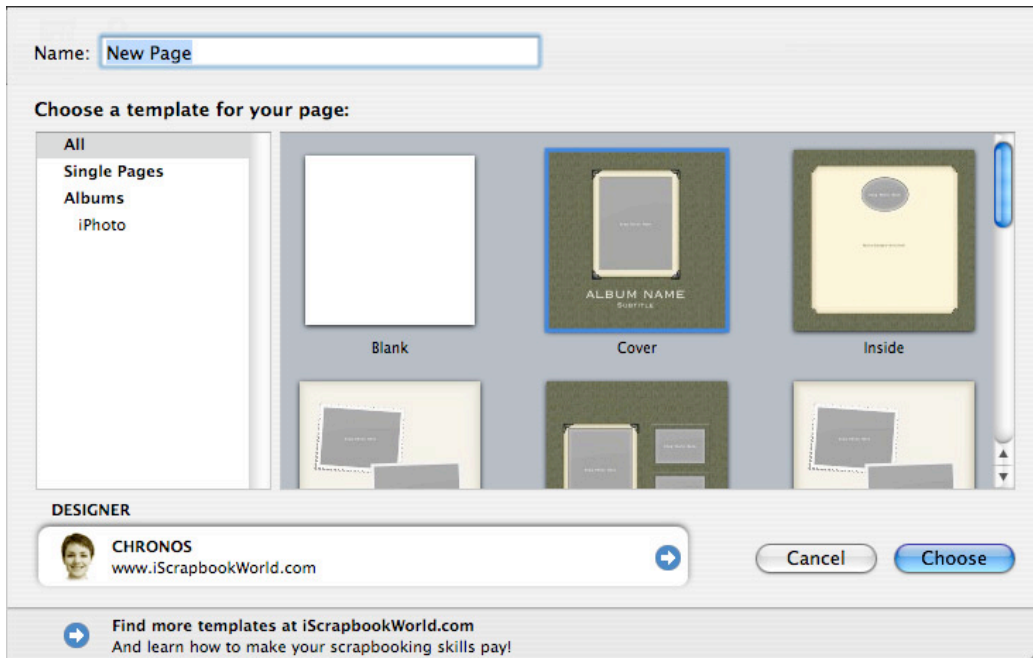 Name: New Page
Choose a template for your page:
All
Single Pages
Albums
iPhoto
ALBUM NAME
SUBTITLE
Blank
Cover
Inside
DESIGNER
CHRONOS
www.iScrapbookWorld.com
Cancel
Choose
Find more templates at iScrapbookWorld.com
And learn how to make your scrapbooking skills pay!